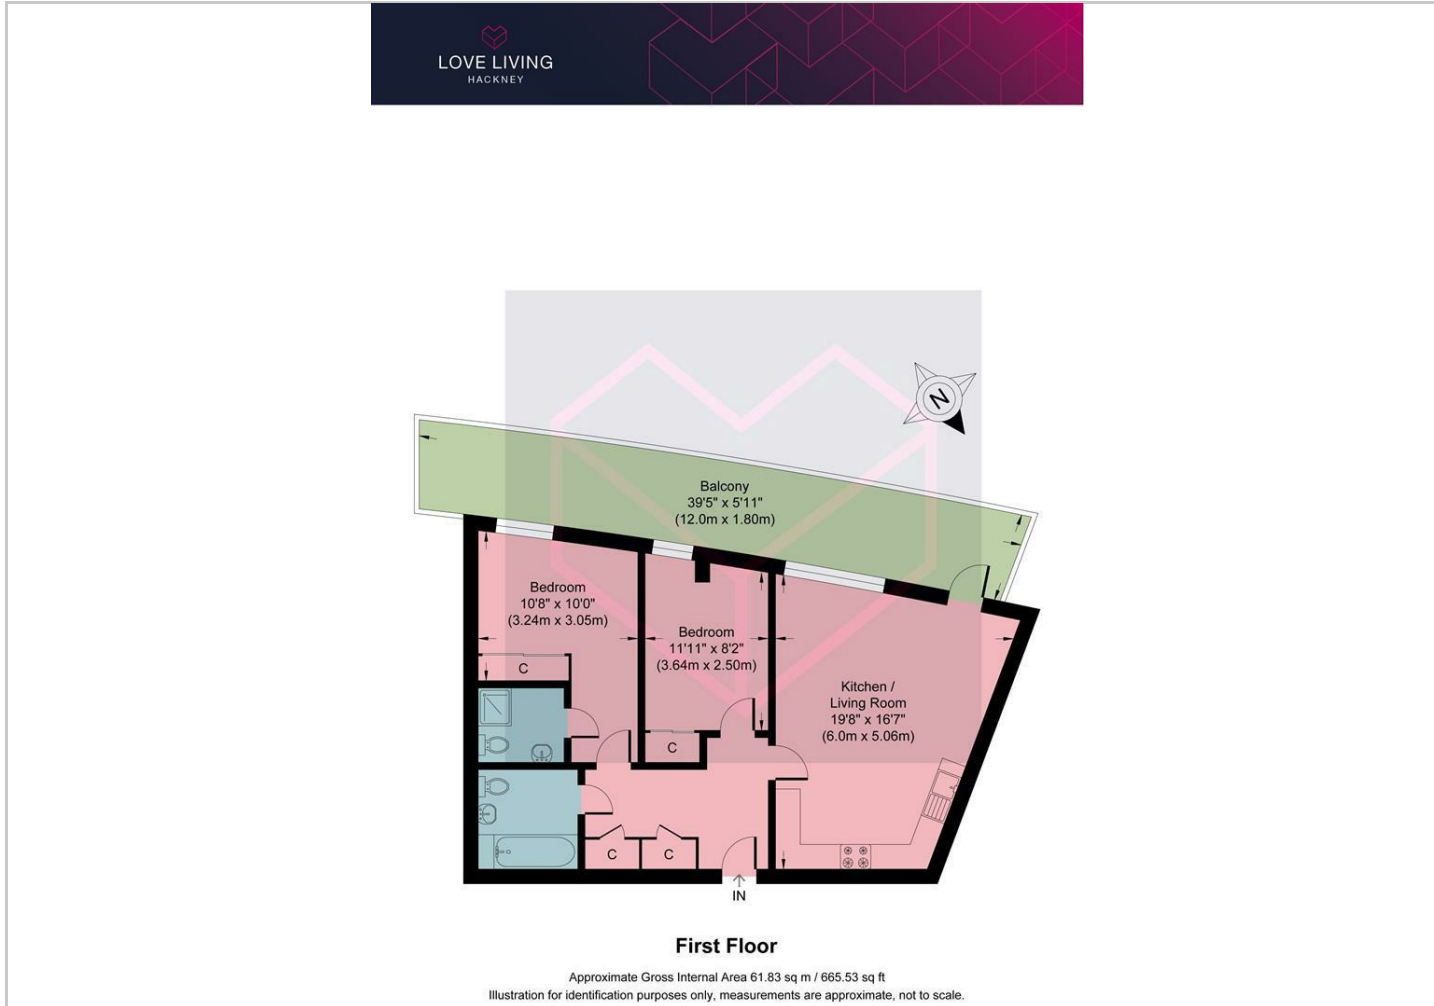 LOVE LIVING
HACKNEY
N
Balcony
39'5" x 5'11"
(12.0m x 1.80m)
Bedroom
10'8" x 10'0"
(3.24m x 3.05m)
Bedroom
11'11" x 8'2"
(3.64m x 2.50m)
C
Kitchen /
Living Room
19'8" x 16'7"
(6.0m x 5.06m)
C
C
C
IN
First Floor
Approximate Gross Internal Area 61.83 sq m / 665.53 sq ft
Illustration for identification purposes only, measurements are approximate, not to scale.